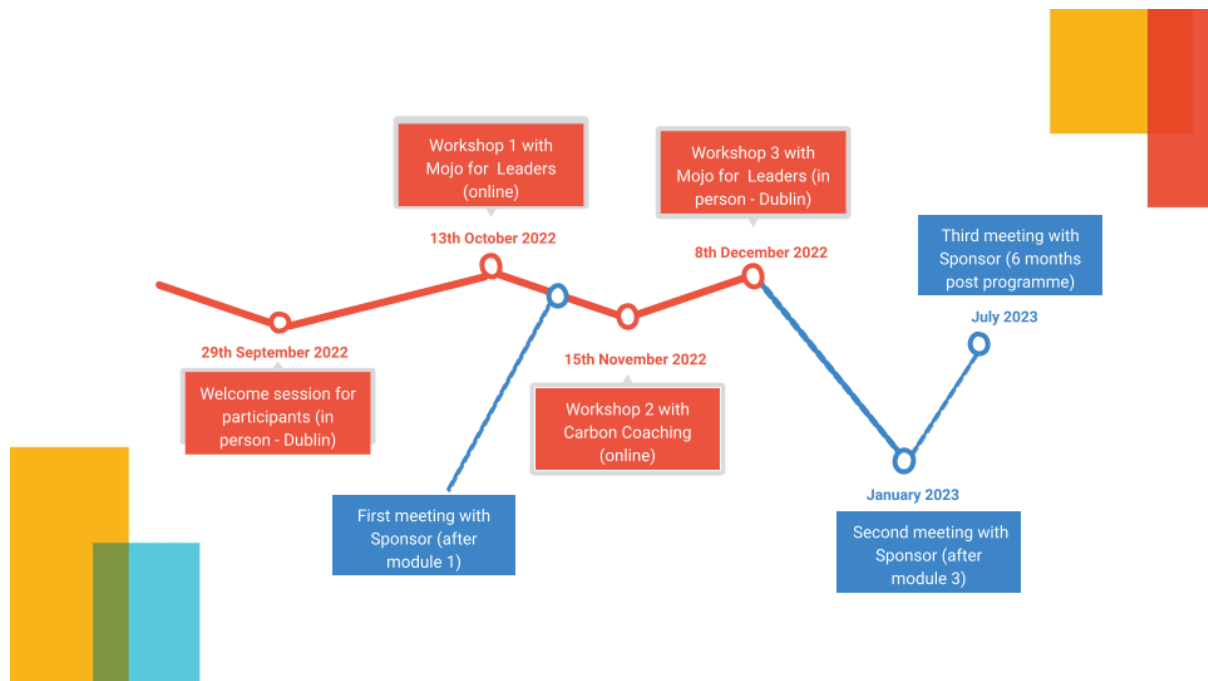 Workshop 1 with
Mojo for Leaders
(online)
13th October 2022
Workshop 3 with
Mojo for Leaders (in
person - Dublin)
8th December 2022
Third meeting with
Sponsor (6 months
post programme)
July 2023
29th September 2022
Welcome session for
participants (in
person - Dublin)
15th November 2022
Workshop 2 with
Carbon Coaching
(online)
First meeting with
Sponsor (after
module 1)
January 2023
Second meeting with
Sponsor (after
module 3)